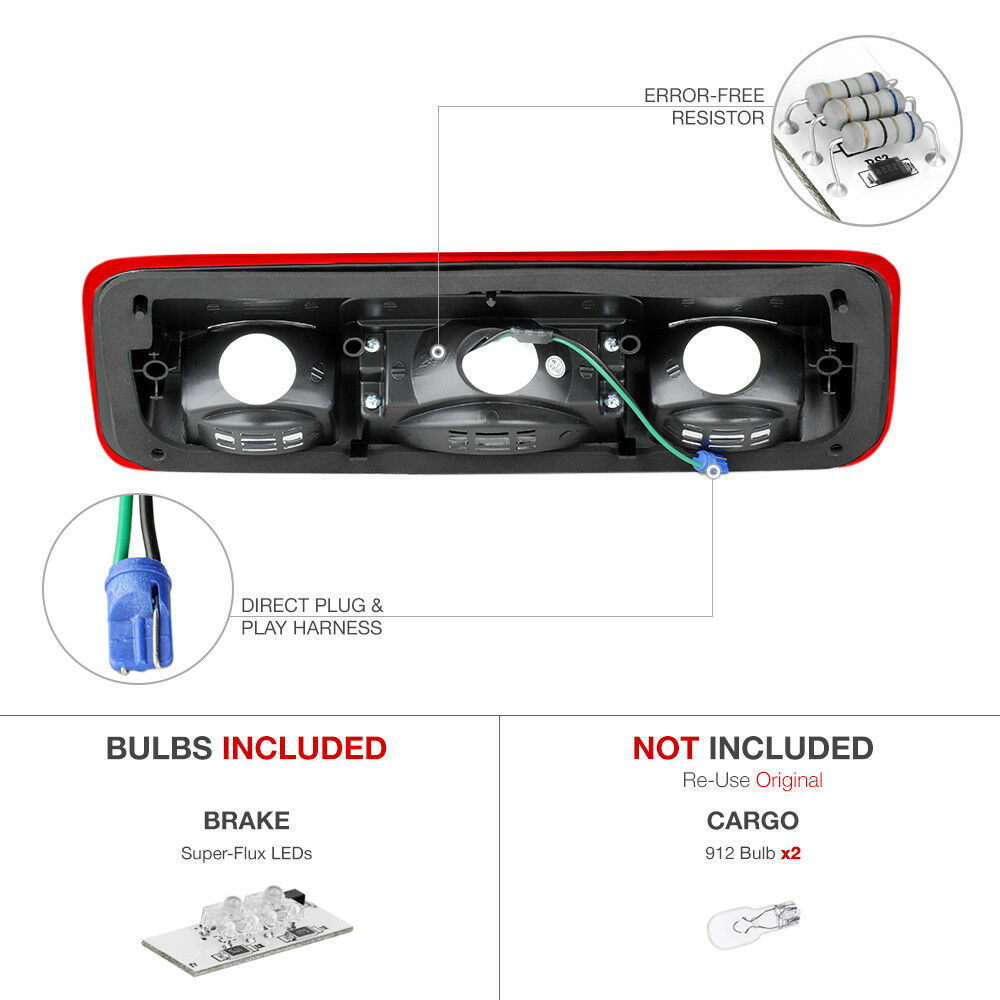 ERROR-FREE
RESISTOR
DIRECT PLUG &
PLAY HARNESS
BULBS INCLUDED
BRAKE
Super-Flux LEDs
NOT INCLUDED
Re-Use Original
CARGO
912 Bulb x2